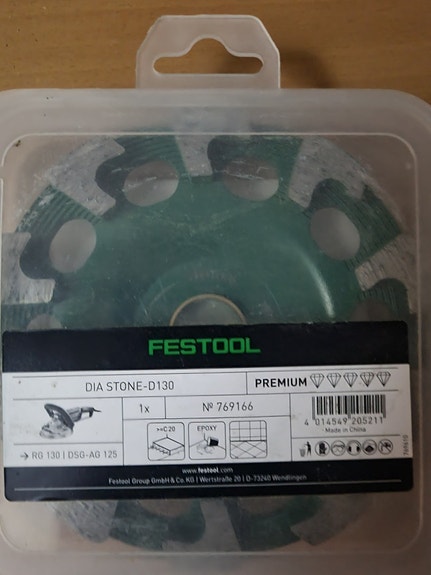 FESTOOL
DIA STONE-D130
PREMIUM
1x
№ 769166
>=C 20
EPOXY
4 014549 205211
Made in China
→ RG 130 | DSG-AG 125
www.festool.com
Festool Group GmbH & Co. KG | Wertstraße 20 | D-73240 Wendlingen